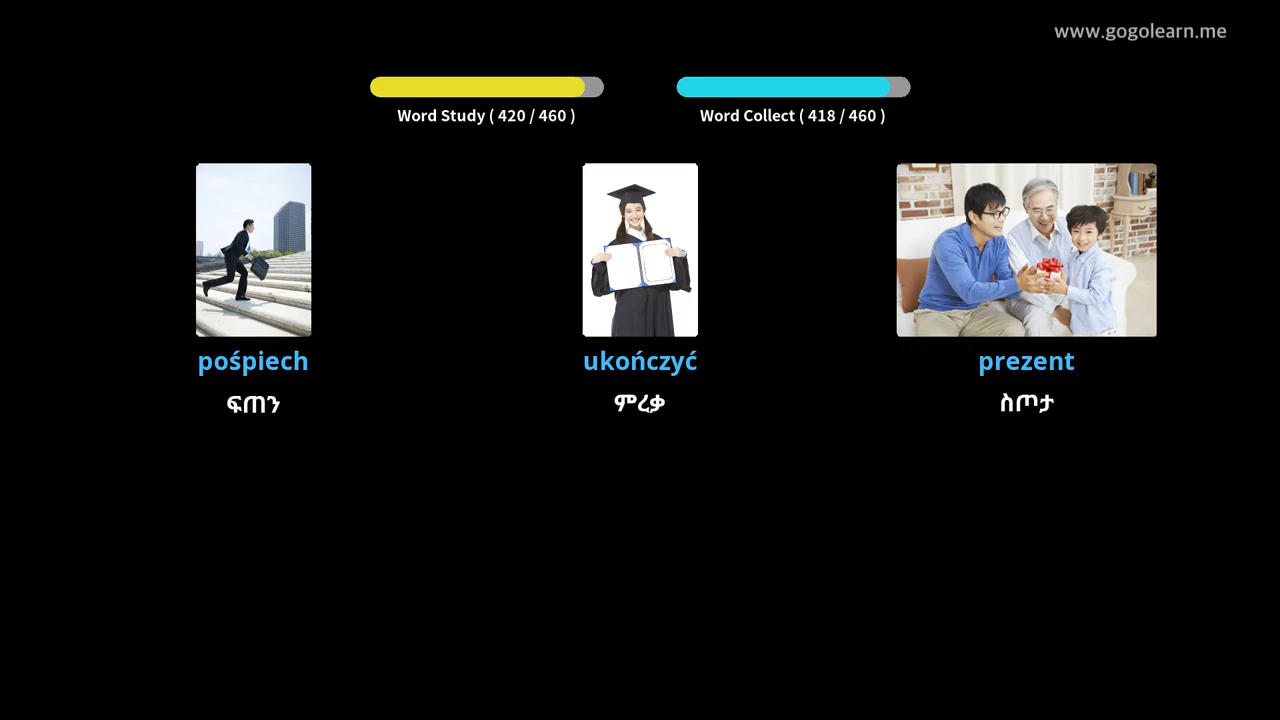 www.gogolearn.me
Word Study ( 420 / 460 )
Word Collect ( 418 / 460 )
pośpiech
ukończyć
prezent
ፍጠን
ምረቃ
ስጦታ